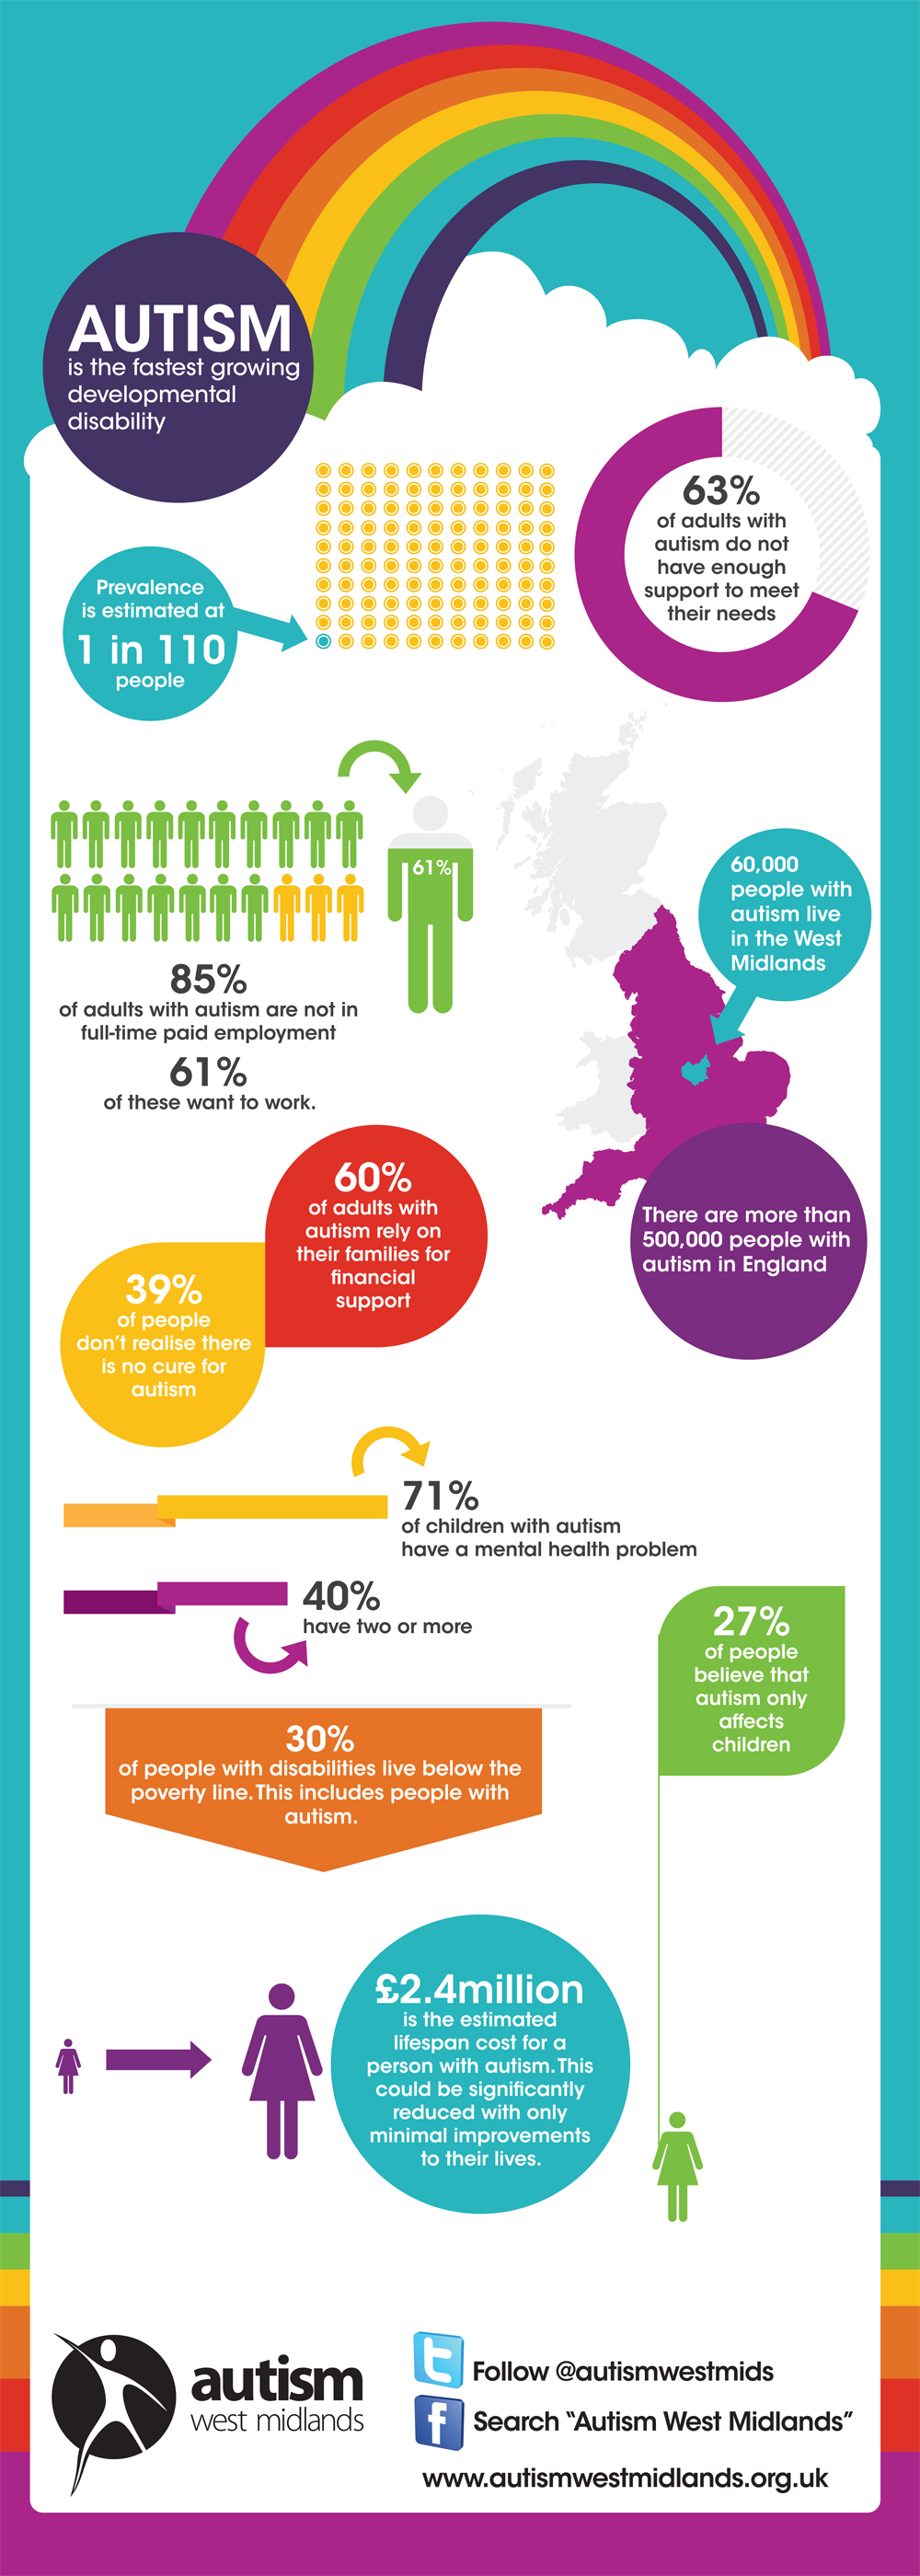 AUTISM
is the fastest growing
developmental
disability
63%
of adults with
autism do not
have enough
support to meet
their needs
Prevalence
is estimated at
1 in 110
people
61%
85%
of adults with autism are not in
full-time paid employment
61%
of these want to work.
60,000
people with
autism live
in the West
Midlands
There are more than
500,000 people with
autism in England
60%
of adults with
autism rely on
their families for
financial
support
39%
of people
don't realise there
is no cure for
autism
71%
of children with autism
have a mental health problem
40%
have two or more
27%
of people
believe that
autism only
affects
children
30%
of people with disabilities live below the
poverty line. This includes people with
autism.
£2.4million
is the estimated
lifespan cost for a
person with autism. This
could be significantly
reduced with only
minimal improvements
to their lives.
autism
west midlands
Follow @autismwestmids
Search “Autism West Midlands”
www.autismwestmidlands.org.uk